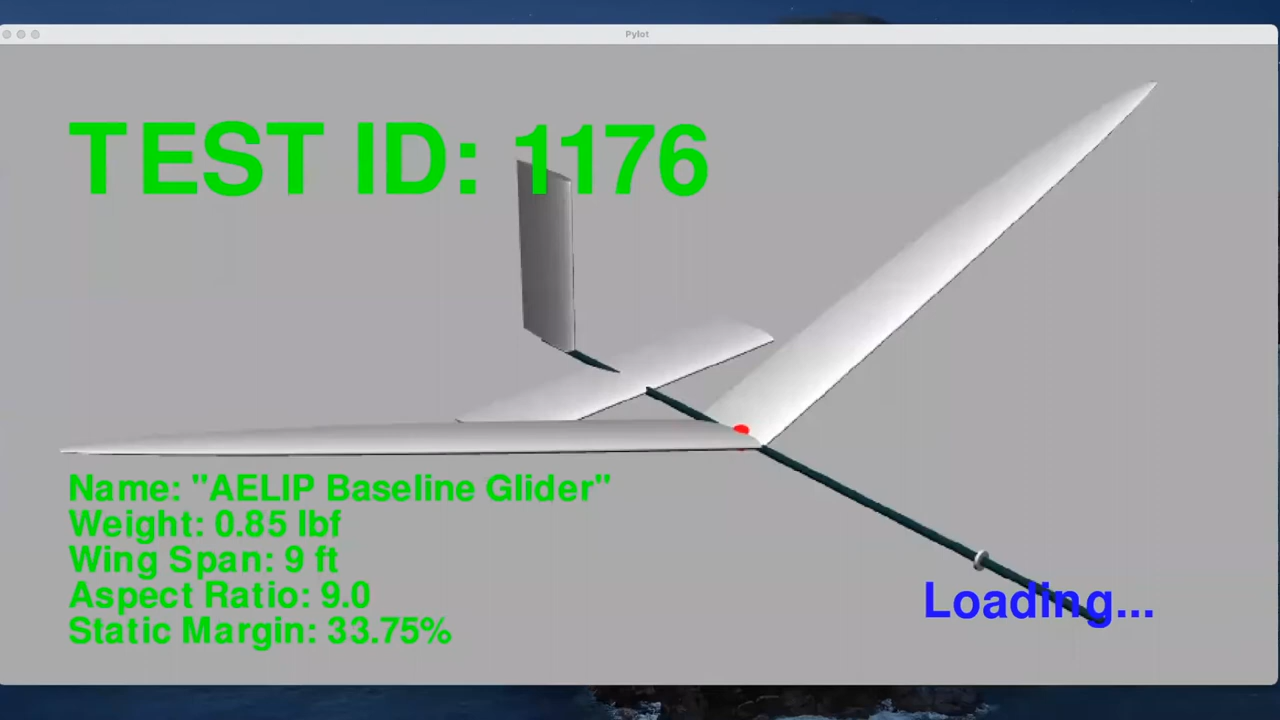 Pylot
TEST ID: 1176
Name: "AELIP Baseline Glider"
Weight: 0.85 lbf
Wing Span: 9 ft
Aspect Ratio: 9.0
Static Margin: 33.75%
Loading...